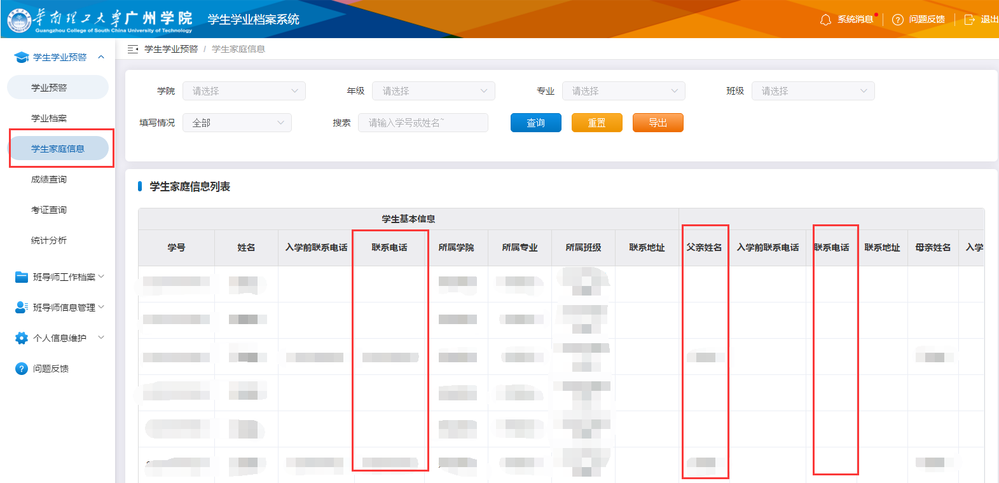 华南理工大学广州学院
Guangzhou College of South China University of Technology
学生学业档案系统
系统消息
问题反馈
退出
学生学业预警
学业预警
学业档案
学生家庭信息
成绩查询
考证查询
统计分析
班导师工作档案
班导师信息管理
个人信息维护
问题反馈
学生学业预警 / 学生家庭信息
学院 请选择 年级 请选择 专业 请选择 班级 请选择
填写情况 全部 搜索 请输入学号或姓名~ 查询 重置 导出
学生家庭信息列表
学生基本信息
学号 姓名 入学前联系电话 联系电话 所属学院 所属专业 所属班级 联系地址 父亲姓名 入学前联系电话 联系电话 联系地址 母亲姓名 入学